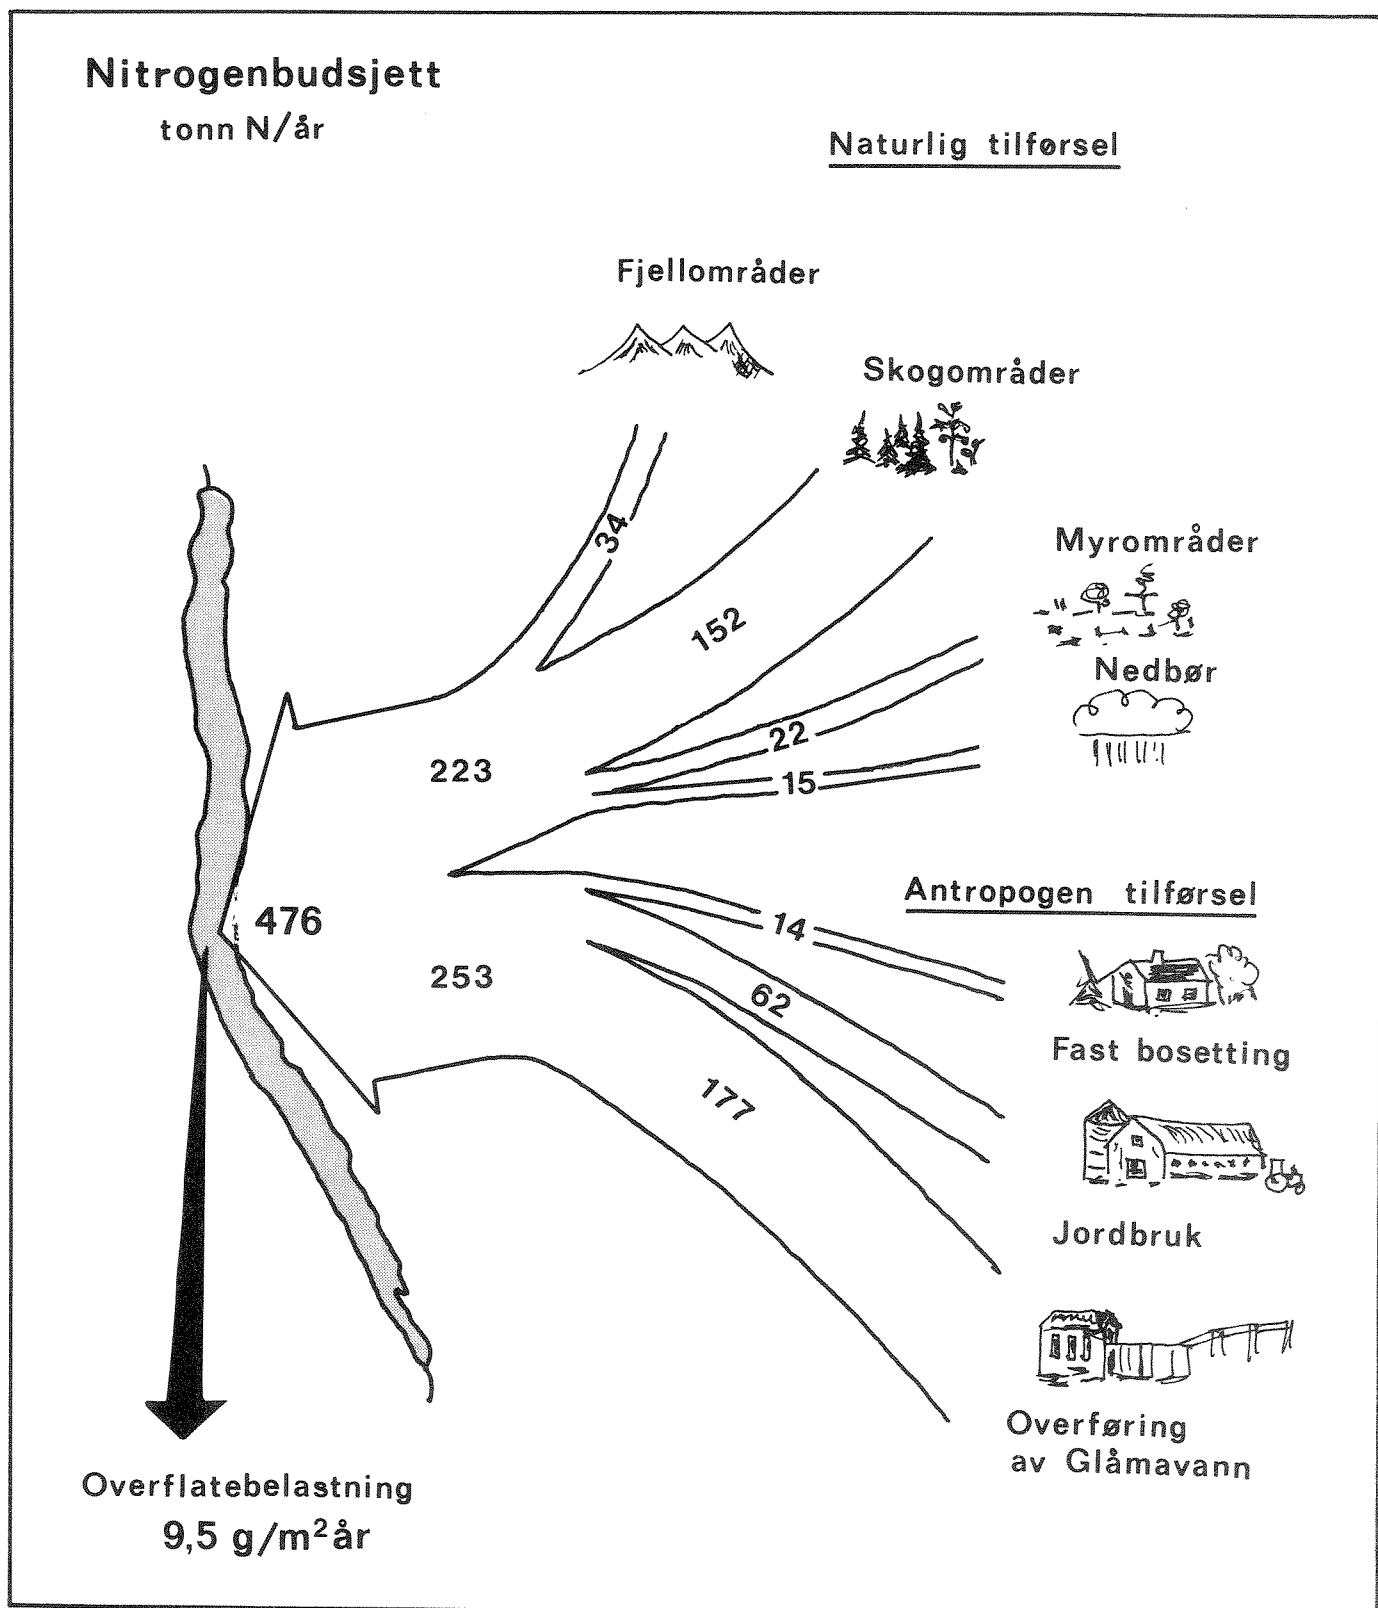 Nitrogenbudsjett
tonn N/år
Naturlig tilførsel
Fjellområder
Skogområder
34
Myrområder
152
Nedbør
22
223
15
Antropogen tilførsel
476
14
253
62
Fast bosetting
177
Jordbruk
Overføring
av Glåmavann
Overflatebelastning
9,5 g/m²år